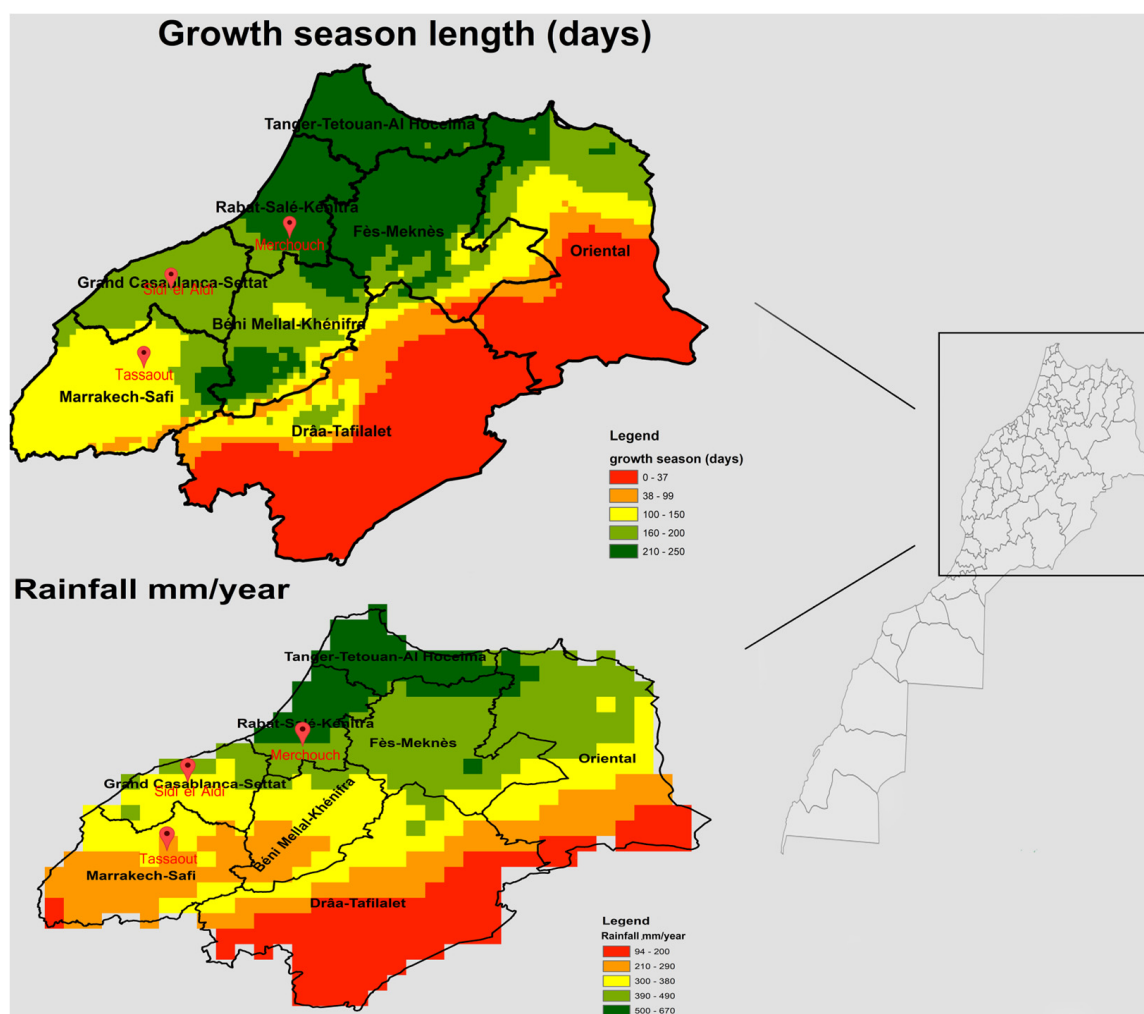 Growth season length (days)
Tanger-Tetouan-Al Hoceima
Rabat-Salé-Kénitra
Fès-Meknès
Merchouch
Oriental
Grand Casablanca-Settat
Sidi el Aidi
Béni Mellal-Khénifra
Tassaout
Marrakech-Safi
Drâa-Tafilalet
Legend
growth season (days)
0 - 37
38 - 99
100 - 150
160 - 200
210 - 250
Rainfall mm/year
Tanger-Tetouan-Al Hoceima
Rabat-Salé-Kénitra
Fès-Meknès
Merchouch
Oriental
Grand Casablanca-Settat
Sidi el Aidi
Béni Mellal-Khénifra
Tassaout
Marrakech-Safi
Drâa-Tafilalet
Legend
Rainfall mm/year
94 - 200
210 - 290
300 - 380
390 - 490
500 - 670